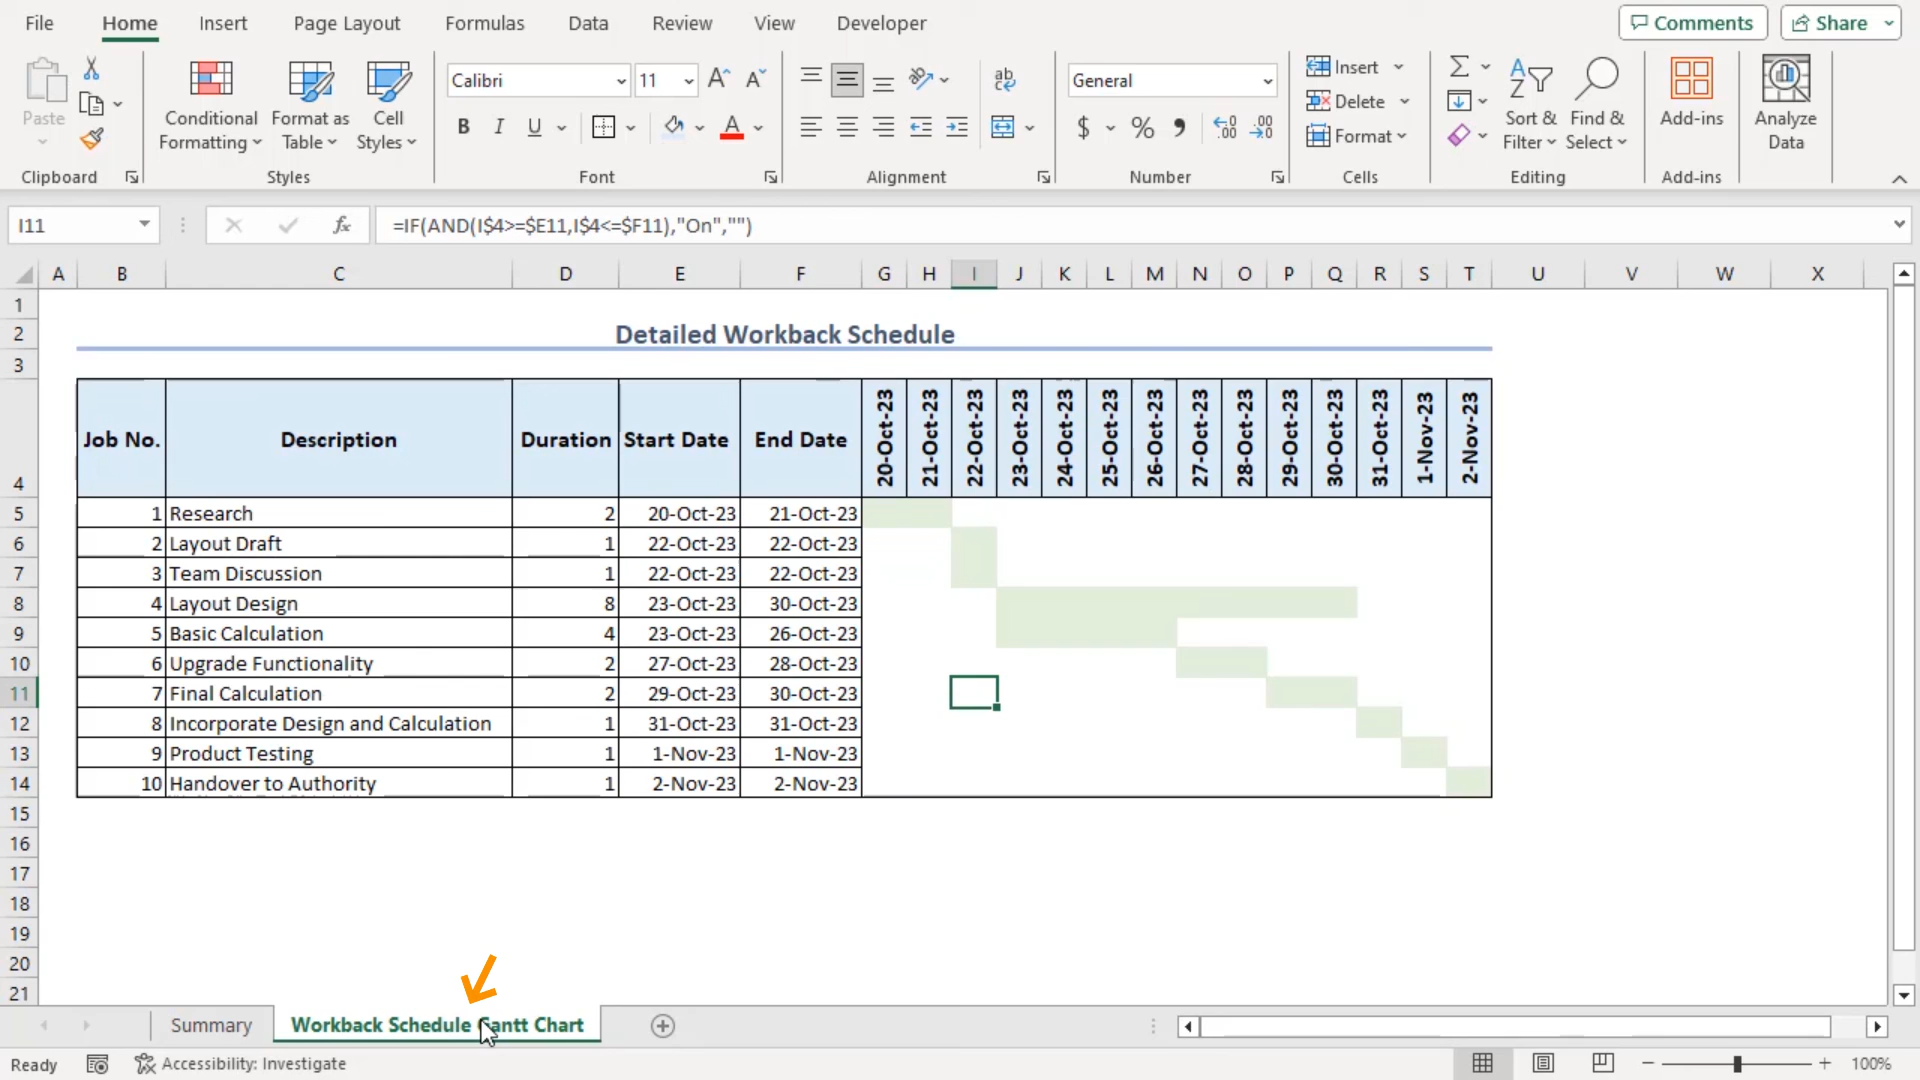 File Home Insert Page Layout Formulas Data Review View Developer Comments Share
Paste Conditional Formatting Format as Table Cell Styles Calibri 11 General Insert Delete Format Sort & Filter Find & Select Add-ins Analyze Data
Clipboard Styles Font Alignment Number Cells Editing Add-ins
I11 fx =IF(AND(I$4>=$E11,I$4<=$F11),"On","")
A B C D E F G H I J K L M N O P Q R S T U V W X
1
2 Detailed Workback Schedule
3
4 Job No. Description Duration Start Date End Date 20-Oct-23 21-Oct-23 22-Oct-23 23-Oct-23 24-Oct-23 25-Oct-23 26-Oct-23 27-Oct-23 28-Oct-23 29-Oct-23 30-Oct-23 31-Oct-23 1-Nov-23 2-Nov-23
5 1 Research 2 20-Oct-23 21-Oct-23
6 2 Layout Draft 1 22-Oct-23 22-Oct-23
7 3 Team Discussion 1 22-Oct-23 22-Oct-23
8 4 Layout Design 8 23-Oct-23 30-Oct-23
9 5 Basic Calculation 4 23-Oct-23 26-Oct-23
10 6 Upgrade Functionality 2 27-Oct-23 28-Oct-23
11 7 Final Calculation 2 29-Oct-23 30-Oct-23
12 8 Incorporate Design and Calculation 1 31-Oct-23 31-Oct-23
13 9 Product Testing 1 1-Nov-23 1-Nov-23
14 10 Handover to Authority 1 2-Nov-23 2-Nov-23
15
16
17
18
19
20
21
Summary Workback Schedule Gantt Chart
Ready Accessibility: Investigate 100%